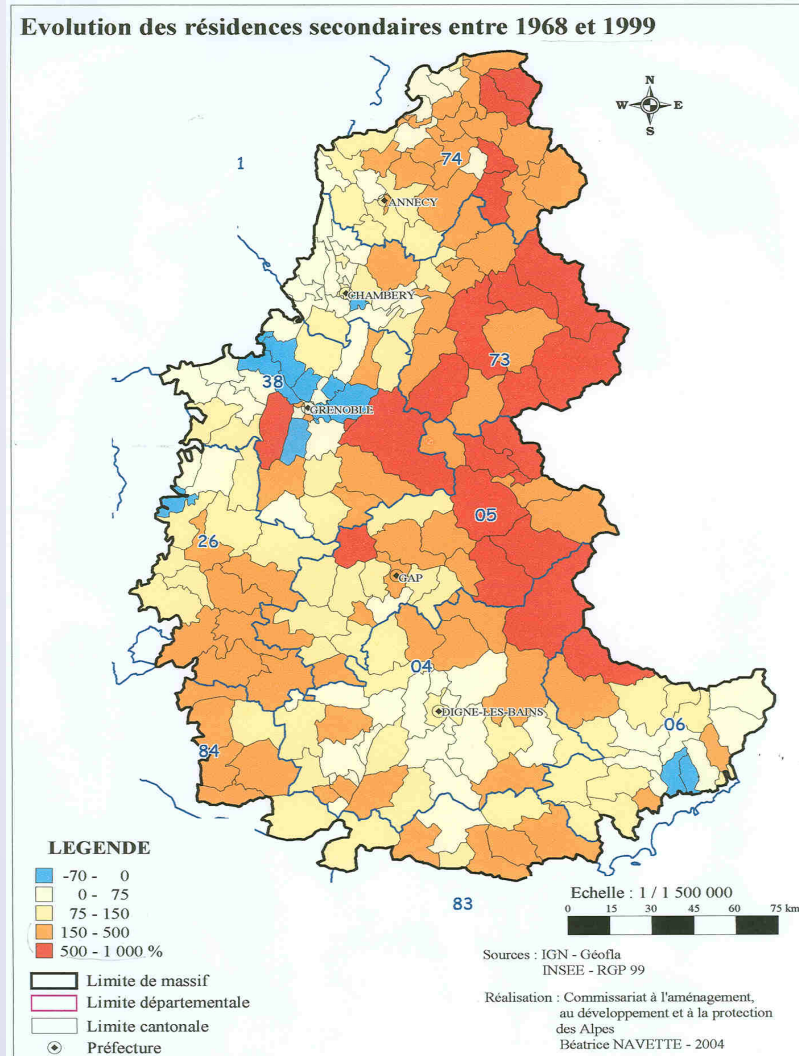 Evolution des résidences secondaires entre 1968 et 1999
N
W E
S
1
74
ANNECY
CHAMBERY
73
38
GRENOBLE
05
26
GAP
04
DIGNE-LES-BAINS
06
84
83
LEGENDE
-70 - 0
0 - 75
75 - 150
150 - 500
500 - 1 000 %
Limite de massif
Limite départementale
Limite cantonale
Préfecture
Echelle : 1 / 1 500 000
0 15 30 45 60 75 km
Sources : IGN - Géofla
INSEE - RGP 99
Réalisation : Commissariat à l'aménagement,
au développement et à la protection
des Alpes
Béatrice NAVETTE - 2004